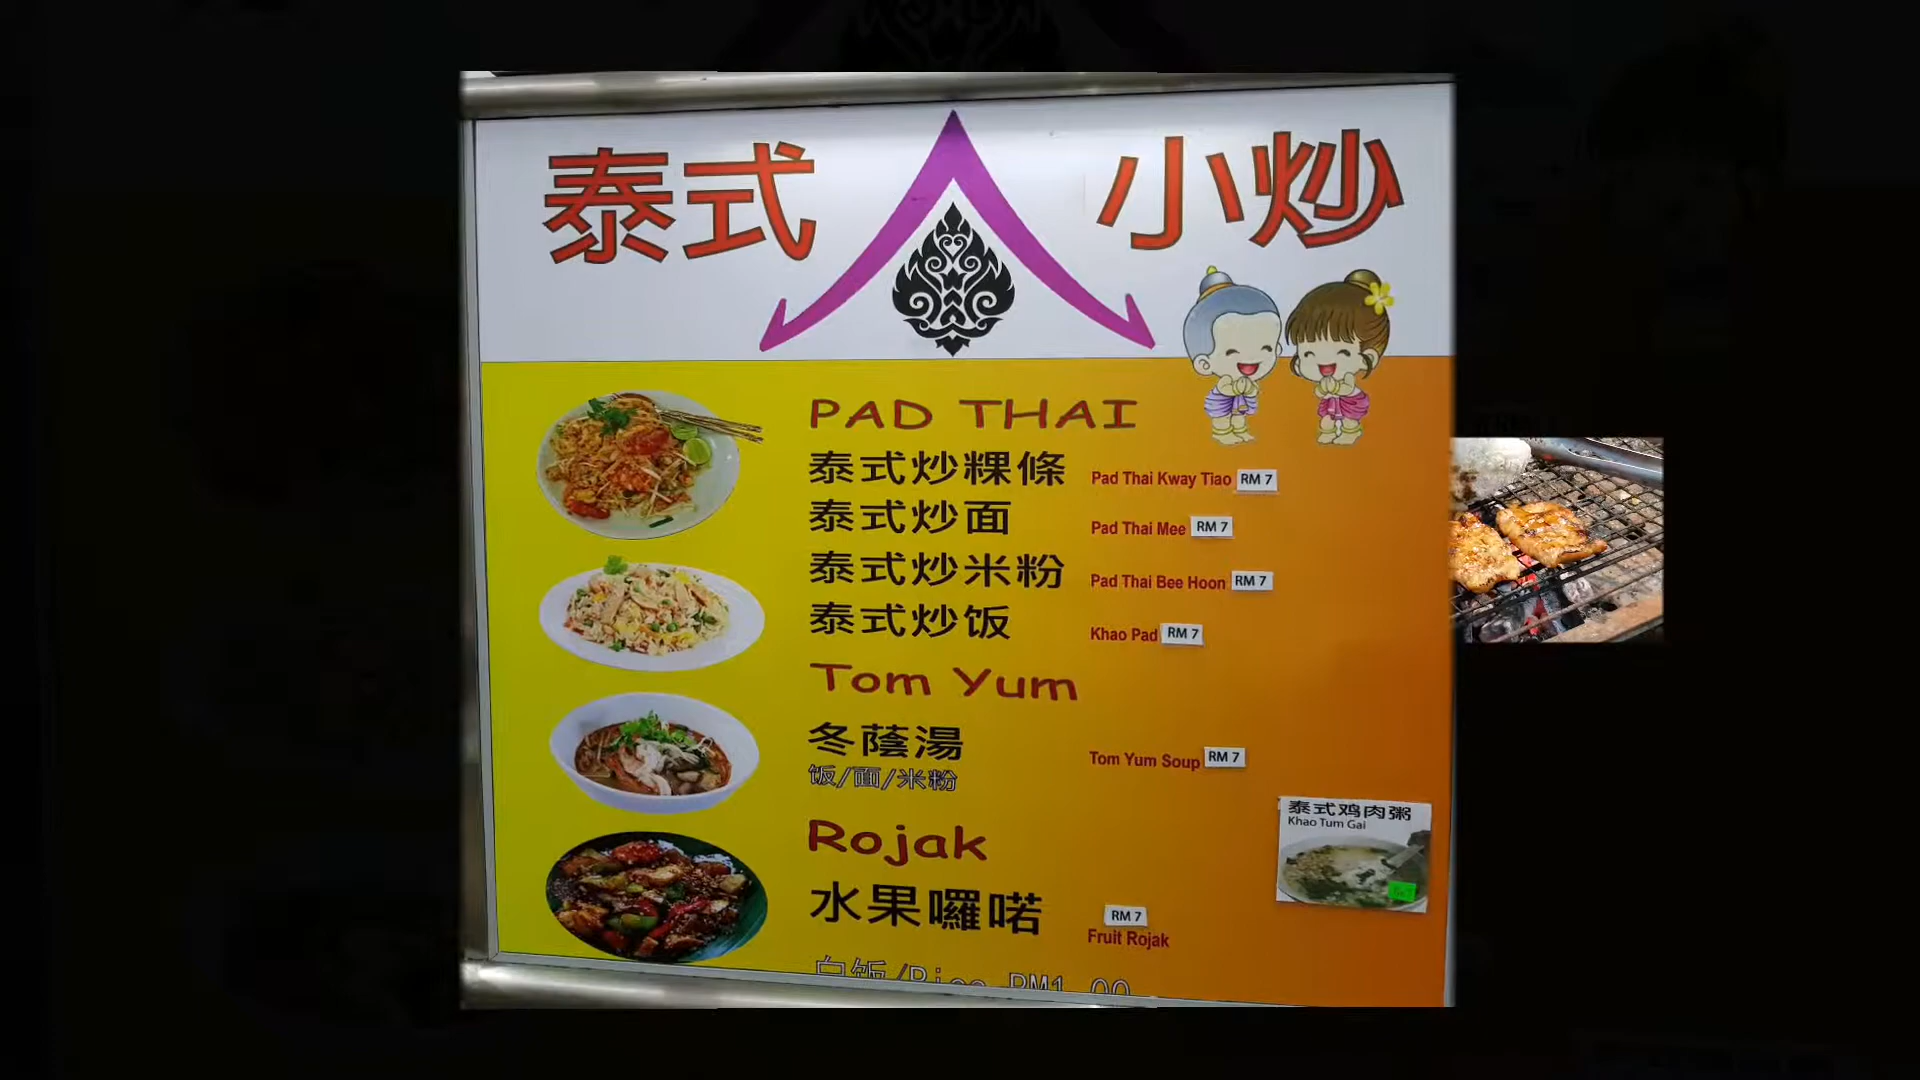 泰式 小炒
PAD THAI
泰式炒粿條 Pad Thai Kway Tiao RM 7
泰式炒面 Pad Thai Mee RM 7
泰式炒米粉 Pad Thai Bee Hoon RM 7
泰式炒饭 Khao Pad RM 7
Tom Yum
冬蔭湯 Tom Yum Soup RM 7
饭/面/米粉
泰式鸡肉粥
Khao Tum Gai
Rojak
水果囉喏 RM 7
Fruit Rojak
白饭/Rice RM1.00